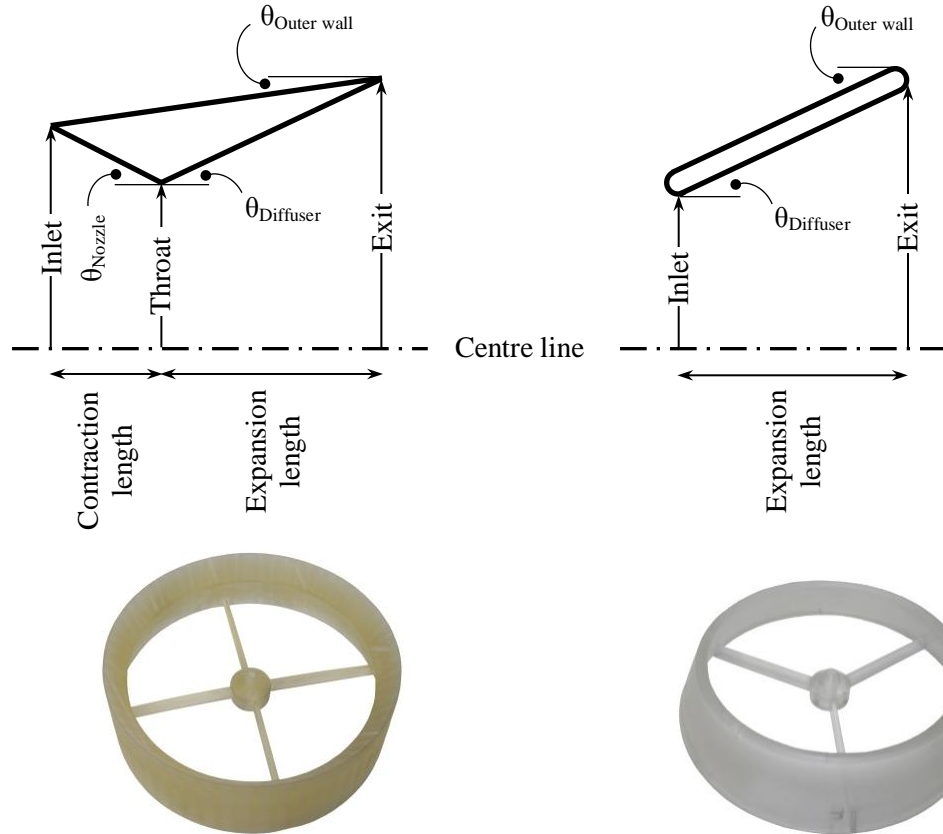 θOuter wall
θNozzle
θDiffuser
Inlet
Throat
Exit
Contraction
length
Expansion
length
Centre line
θOuter wall
θDiffuser
Inlet
Exit
Expansion
length